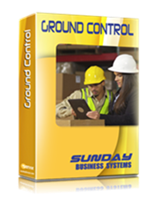 GROUND CONTROL
GROUND CONTROL
SUNDAY
BUSINESS SYSTEMS